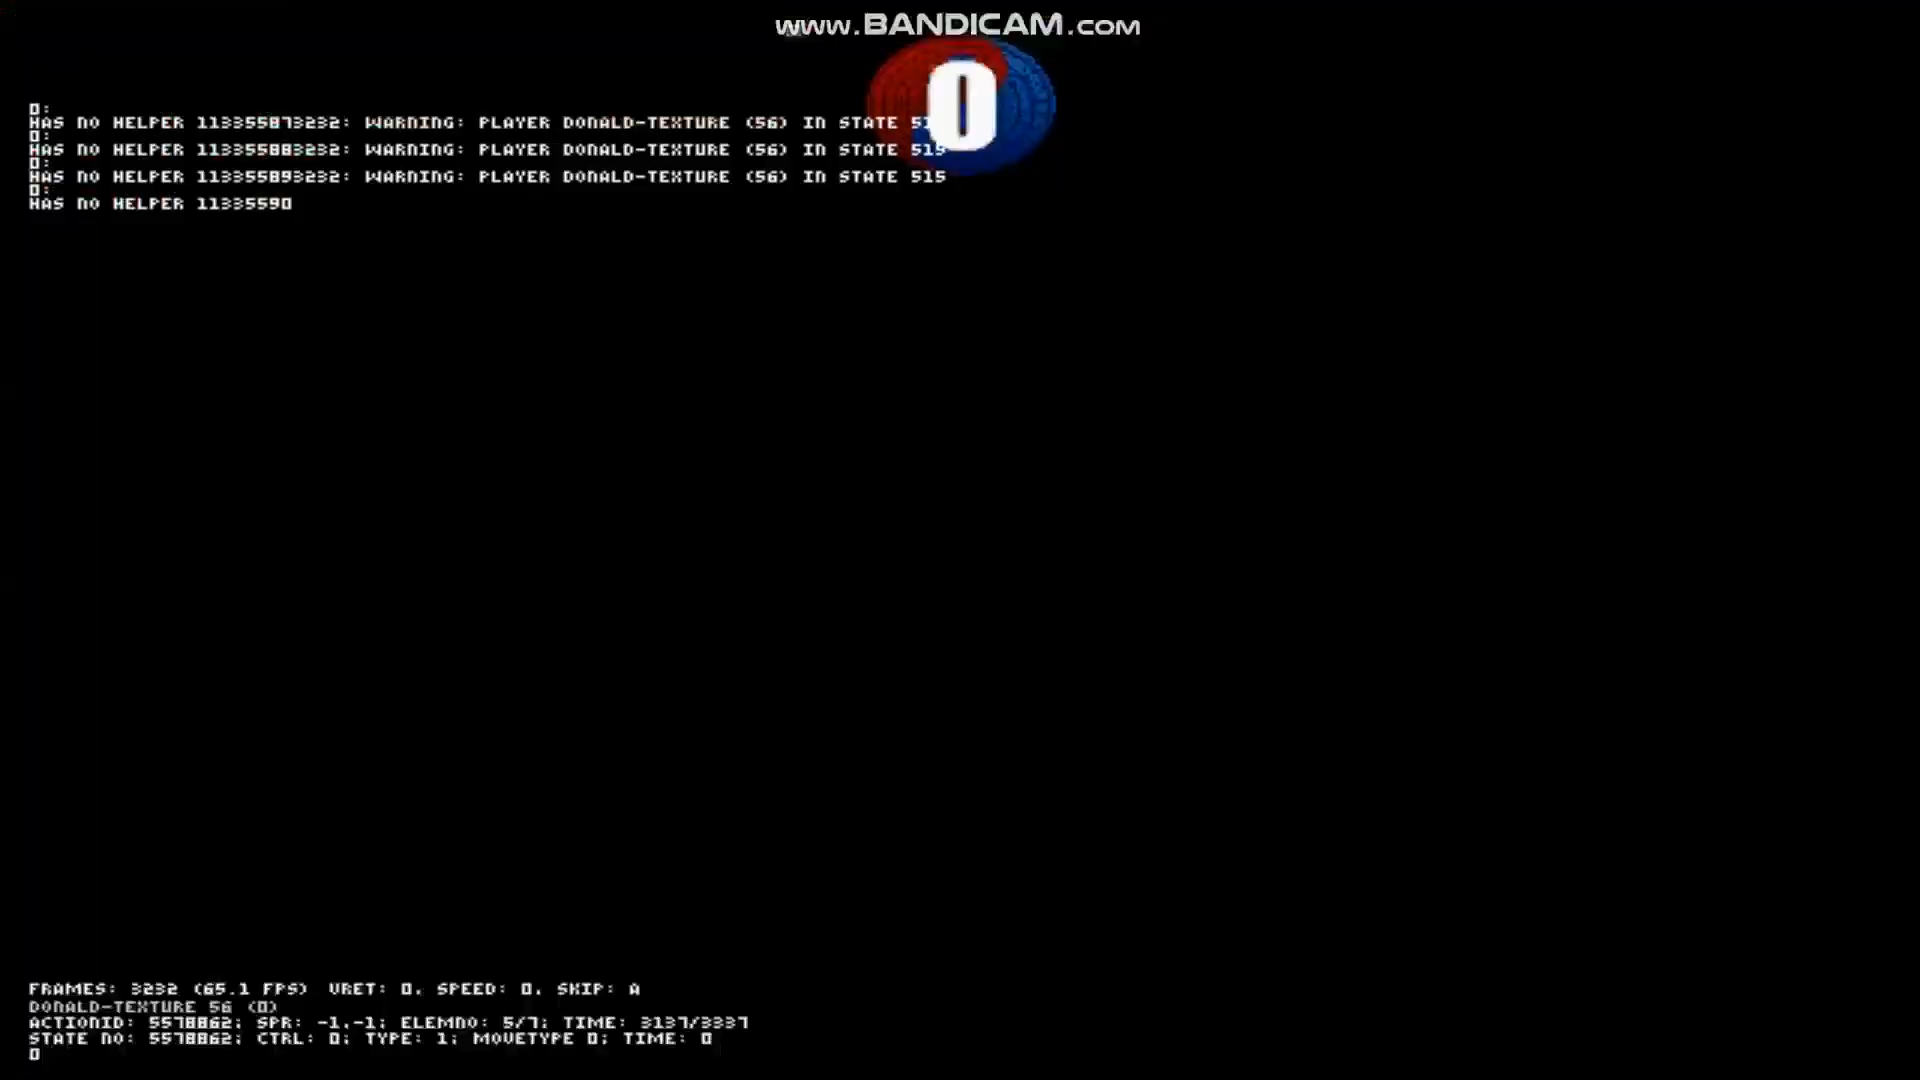 www.BANDICAM.COM
0
0:
HAS NO HELPER 113355873232: WARNING: PLAYER DONALD-TEXTURE (56) IN STATE
0:
HAS NO HELPER 113355883232: WARNING: PLAYER DONALD-TEXTURE (56) IN STATE 515
0:
HAS NO HELPER 113355893232: WARNING: PLAYER DONALD-TEXTURE (56) IN STATE 515
0:
HAS NO HELPER 11335590
FRAMES: 3232 (65.1 FPS) VRET: 0. SPEED: 0. SKIP: A
DONALD-TEXTURE 56 (0)
ACTIONID: 5578862; SPR: -1,-1; ELEMNO: 5/7; TIME: 3137/3337
STATE NO: 5578862; CTRL: 0; TYPE: 1; MOVETYPE 0; TIME: 0
0